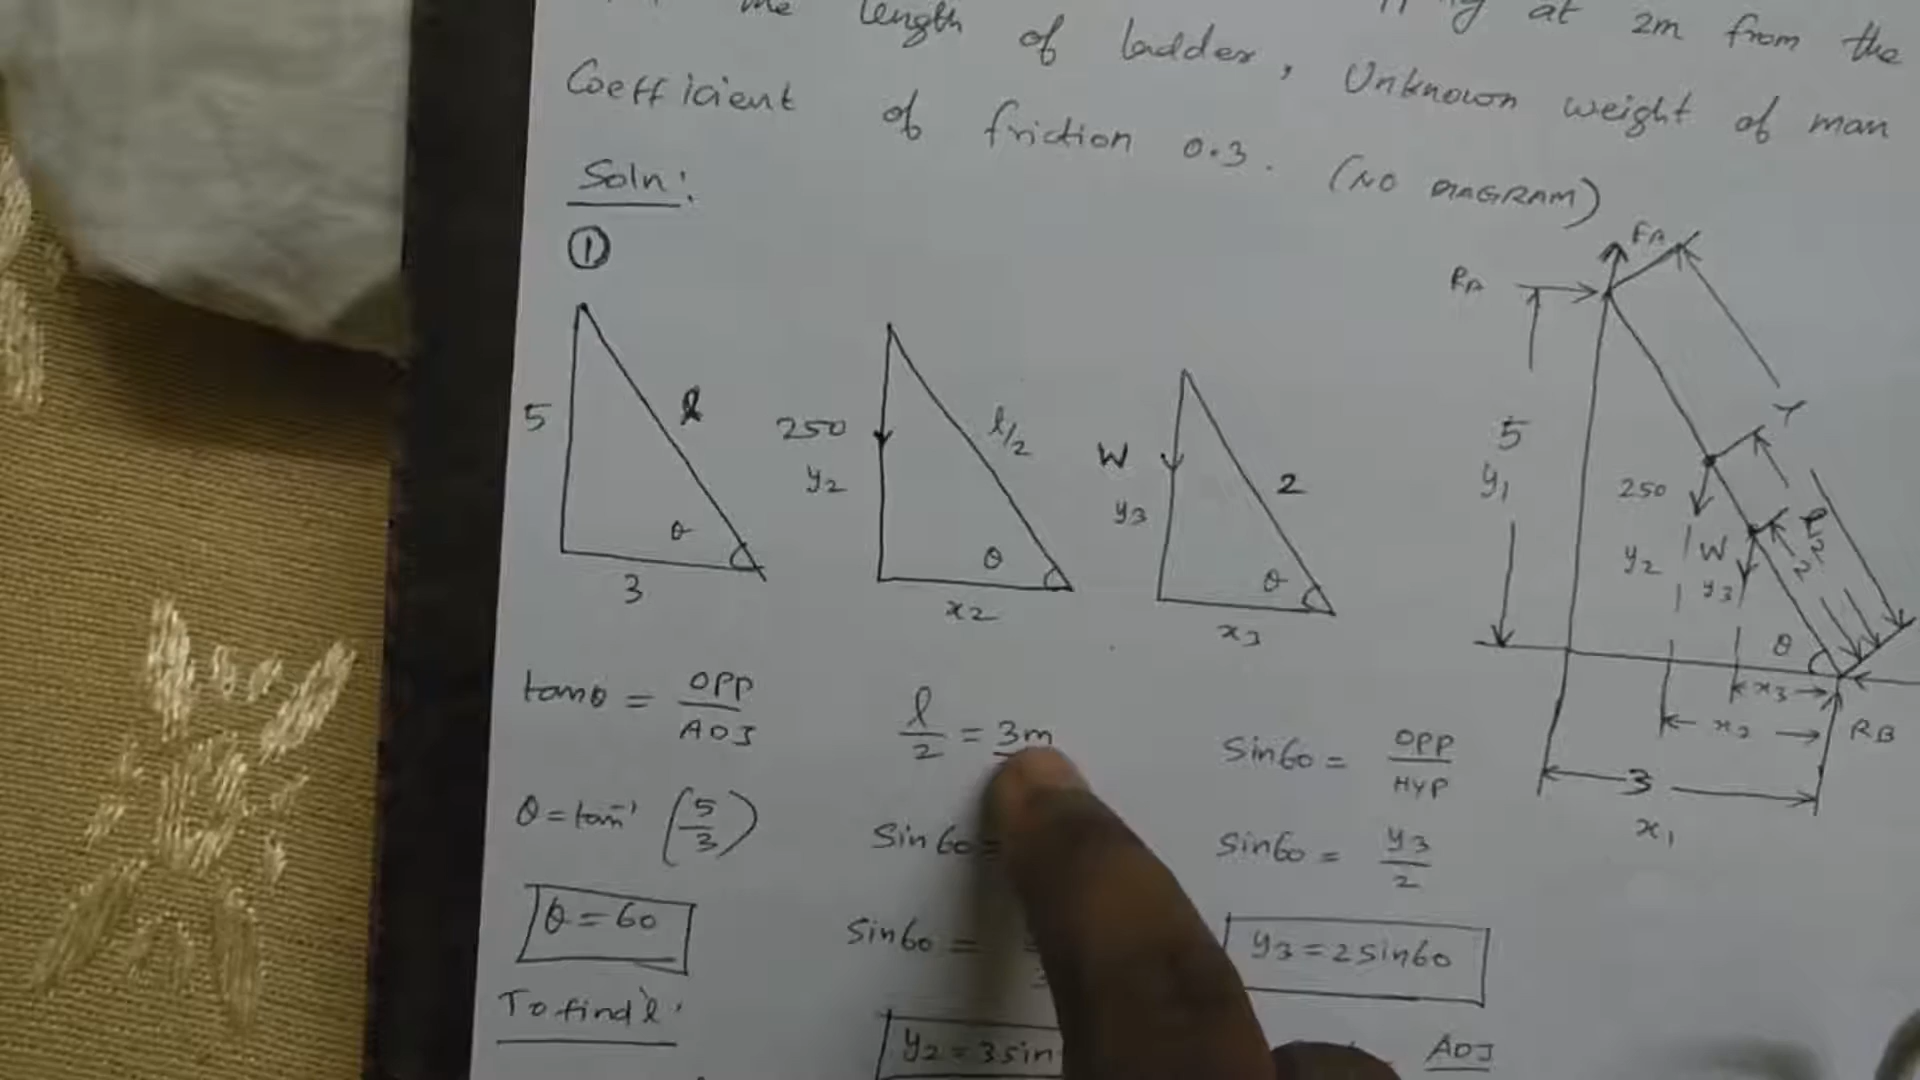 the length of ladder, Unknown weight of man
at 2m from the
Coefficient of friction 0.3. (NO DIAGRAM)
Soln:
1
5
l
θ
3
250
y2
l/2
θ
x2
W
y3
2
θ
x3
FA
RA
5
y1
250
y2
W
y3
l/2
2
θ
x3
x2
RB
3
x1
tanθ = OPP/ADJ
θ = tan⁻¹ (5/3)
θ = 60
To find 'l'
l/2 = 3m
Sin60 =
Sin60 =
y2 = 3sin
Sin60 = OPP/HYP
Sin60 = y3/2
y3 = 2sin60
ADJ